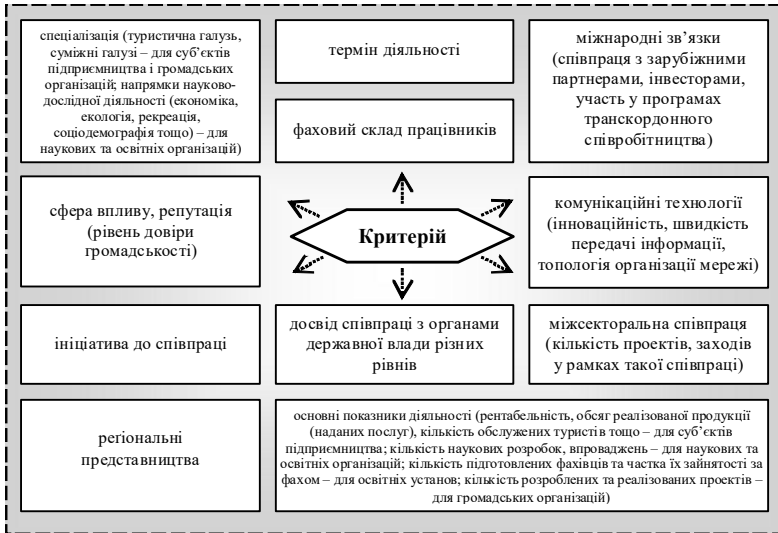 спеціалізація (туристична галузь,
суміжні галузі – для суб’єктів
підприємництва і громадських
організацій; напрямки науково-
дослідної діяльності (економіка,
екологія, рекреація,
соціодемографія тощо) – для
наукових та освітніх організацій)
термін діяльності
фаховий склад працівників
міжнародні зв’язки
(співпраця з зарубіжними
партнерами, інвесторами,
участь у програмах
транскордонного
співробітництва)
сфера впливу, репутація
(рівень довіри
громадськості)
Критерій
комунікаційні технології
(інноваційність, швидкість
передачі інформації,
топологія організації мережі)
ініціатива до співпраці
досвід співпраці з органами
державної влади різних
рівнів
міжсекторальна співпраця
(кількість проектів, заходів
у рамках такої співпраці)
регіональні
представництва
основні показники діяльності (рентабельність, обсяг реалізованої продукції
(наданих послуг), кількість обслужених туристів тощо – для суб’єктів
підприємництва; кількість наукових розробок, впроваджень – для наукових та
освітніх організацій; кількість підготовлених фахівців та частка їх зайнятості за
фахом – для освітніх установ; кількість розроблених та реалізованих проектів –
для громадських організацій)